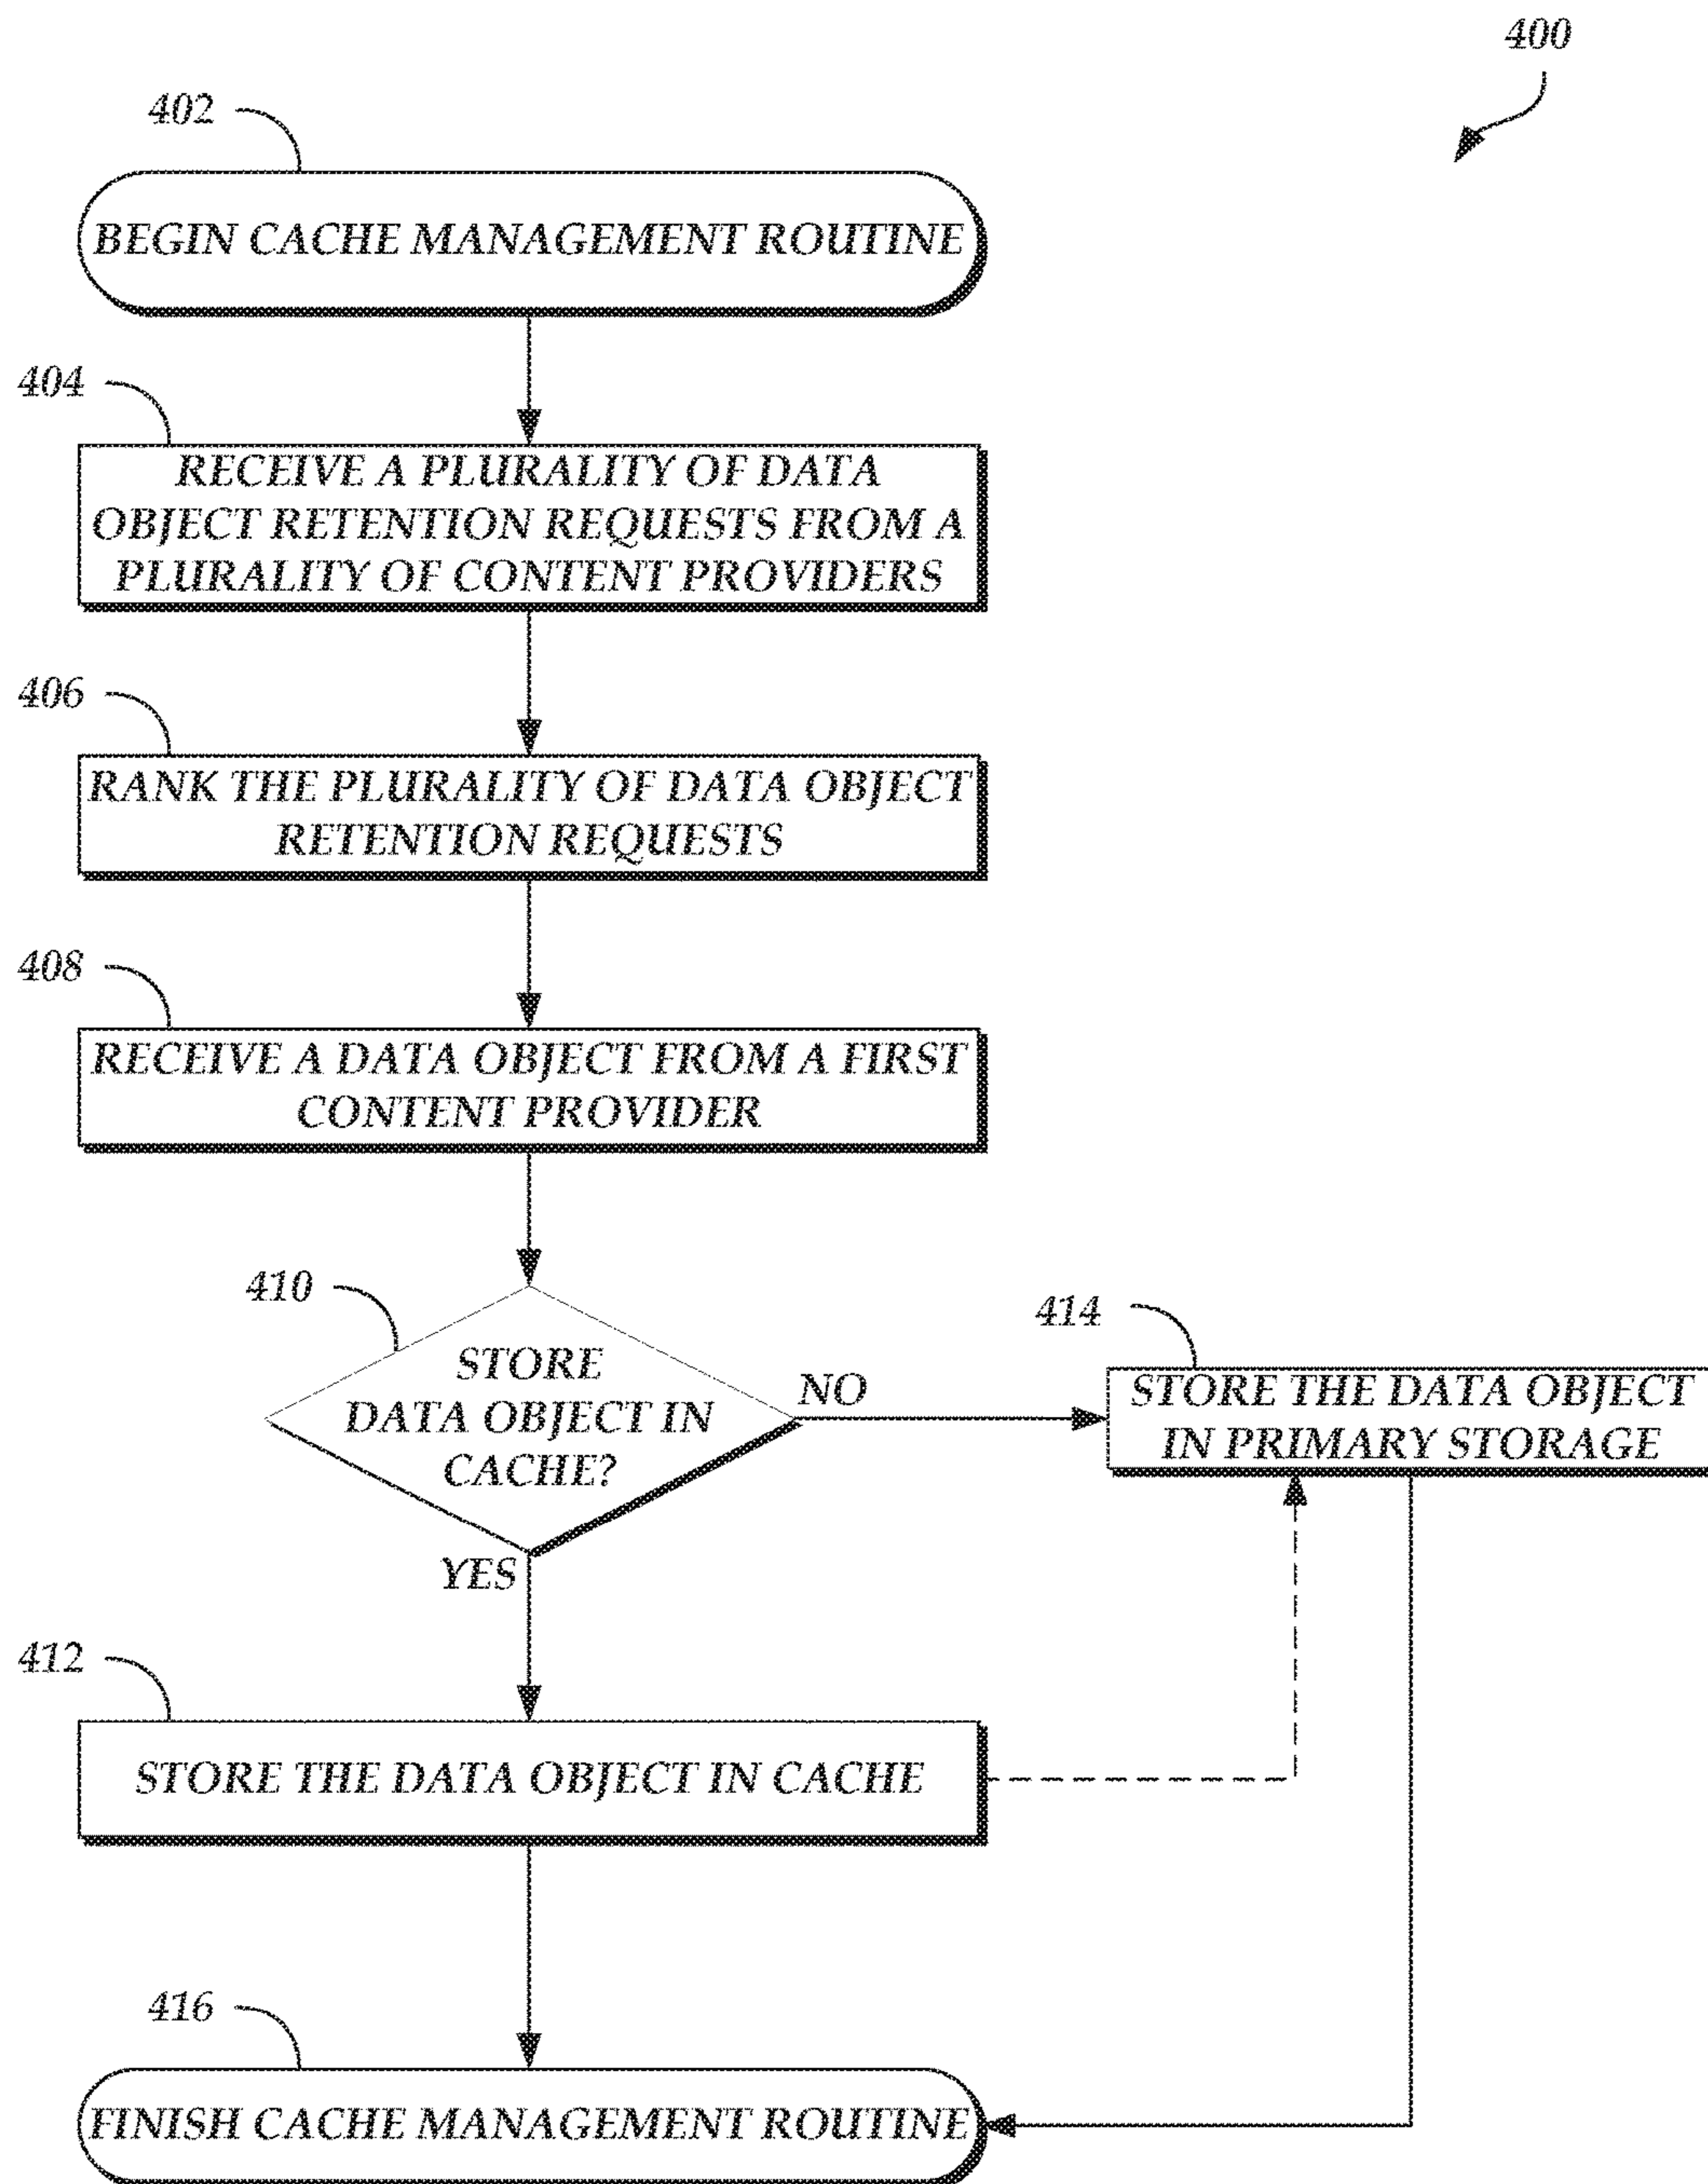 400
402
BEGIN CACHE MANAGEMENT ROUTINE
404
RECEIVE A PLURALITY OF DATA
OBJECT RETENTION REQUESTS FROM A
PLURALITY OF CONTENT PROVIDERS
406
RANK THE PLURALITY OF DATA OBJECT
RETENTION REQUESTS
408
RECEIVE A DATA OBJECT FROM A FIRST
CONTENT PROVIDER
410
STORE
DATA OBJECT IN
CACHE?
NO
414
STORE THE DATA OBJECT
IN PRIMARY STORAGE
YES
412
STORE THE DATA OBJECT IN CACHE
416
FINISH CACHE MANAGEMENT ROUTINE